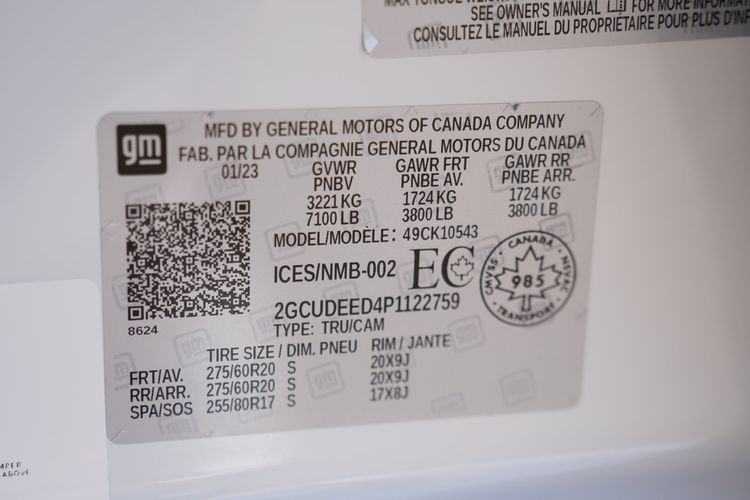 SEE OWNER'S MANUAL FOR MORE
CONSULTEZ LE MANUEL DU PROPRIÉTAIRE POUR PLUS
gm
MFD BY GENERAL MOTORS OF CANADA COMPANY
FAB. PAR LA COMPAGNIE GENERAL MOTORS DU CANADA
01/23 GVWR GAWR FRT GAWR RR
PNBV PNBE AV. PNBE ARR.
3221 KG 1724 KG 1724 KG
7100 LB 3800 LB 3800 LB
MODEL/MODÈLE: 49CK10543
ICES/NMB-002 EC
CANADA
CMVSS 985 NSVAC
TRANSPORT
2GCUDEED4P1122759
8624
TYPE: TRU/CAM
TIRE SIZE / DIM. PNEU RIM / JANTE
FRT/AV. 275/60R20 S 20X9J
RR/ARR. 275/60R20 S 20X9J
SPA/SOS 255/80R17 S 17X8J
ABOVE